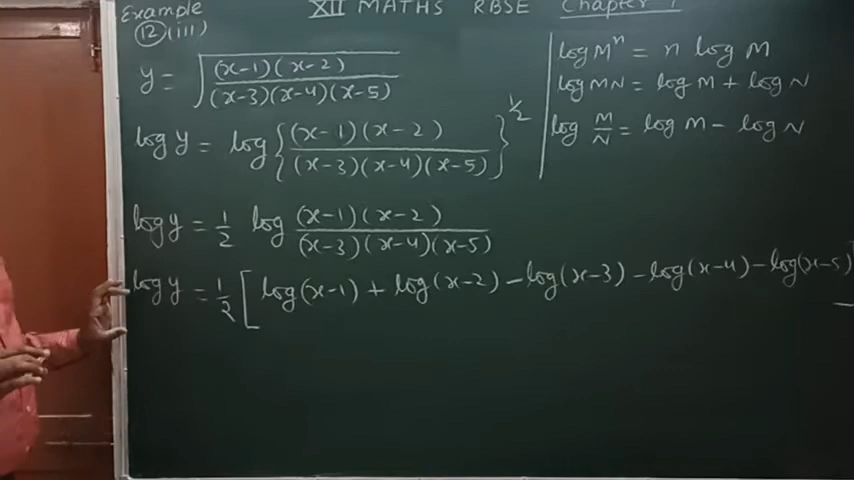 Example XII MATHS RBSE Chapter 7
12 (iii)
y = √((x-1)(x-2)/(x-3)(x-4)(x-5))
log y = log{(x-1)(x-2)/(x-3)(x-4)(x-5)}^1/2
log y = 1/2 log (x-1)(x-2)/(x-3)(x-4)(x-5)
log y = 1/2 [log(x-1) + log(x-2) - log(x-3) - log(x-4) - log(x-5)
log M^n = n log M
log MN = log M + log N
log M/N = log M - log N